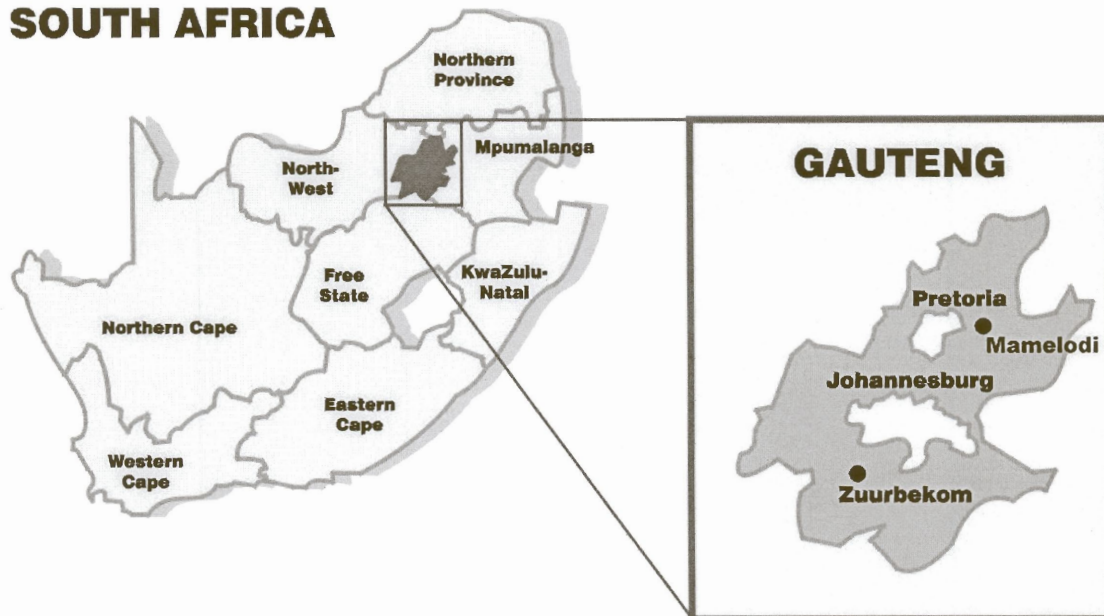 SOUTH AFRICA
Northern
Province
North-
West
Mpumalanga
Free
State
KwaZulu-
Natal
Northern Cape
Eastern
Cape
Western
Cape
GAUTENG
Pretoria
Mamelodi
Johannesburg
Zuurbekom